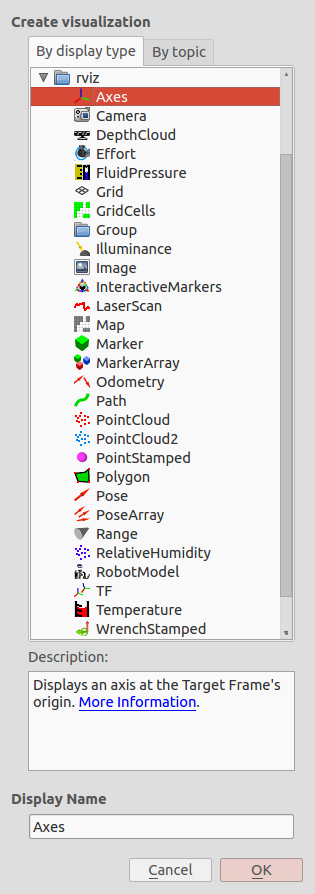 Create visualization
By display type
By topic
rviz
Axes
Camera
DepthCloud
Effort
FluidPressure
Grid
GridCells
Group
Illuminance
Image
InteractiveMarkers
LaserScan
Map
Marker
MarkerArray
Odometry
Path
PointCloud
PointCloud2
PointStamped
Polygon
Pose
PoseArray
Range
RelativeHumidity
RobotModel
TF
Temperature
WrenchStamped
Description:
Displays an axis at the Target Frame's
origin. More Information.
Display Name
Axes
Cancel
OK